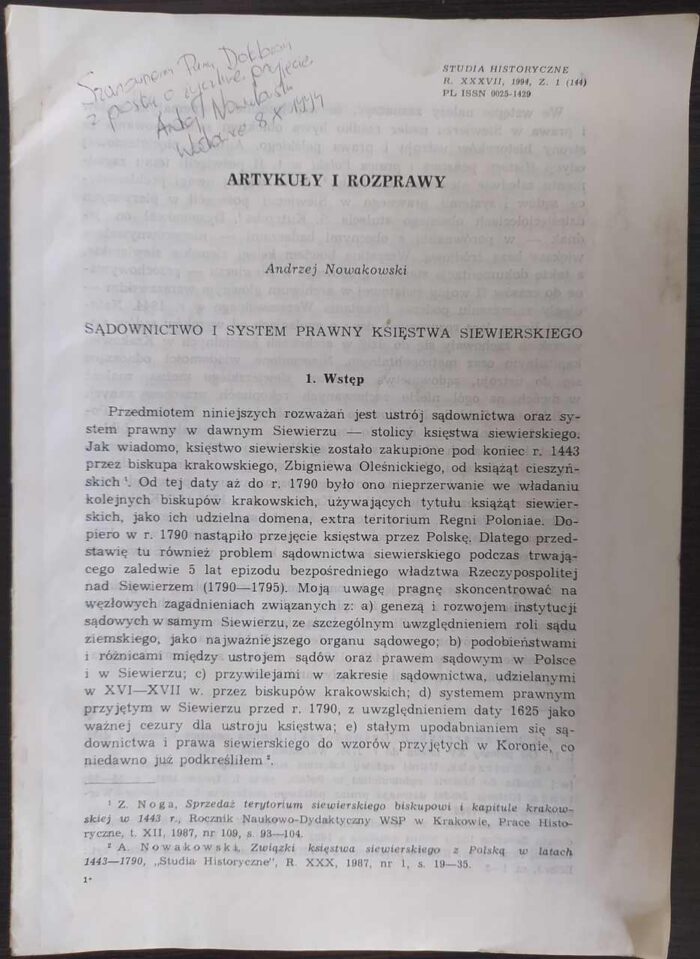 Szanownemu Panu Doktorowi
z prośbą o życzliwe przyjęcie
Andrzej Nowakowski
8 X 1994
STUDIA HISTORYCZNE
R. XXXVII, 1994, Z. 1 (144)
PL ISSN 0025-1429
ARTYKUŁY I ROZPRAWY
Andrzej Nowakowski
SĄDOWNICTWO I SYSTEM PRAWNY KSIĘSTWA SIEWIERSKIEGO
1. Wstęp
Przedmiotem niniejszych rozważań jest ustrój sądownictwa oraz sy-
stem prawny w dawnym Siewierzu — stolicy księstwa siewierskiego.
Jak wiadomo, księstwo siewierskie zostało zakupione pod koniec r. 1443
przez biskupa krakowskiego, Zbigniewa Oleśnickiego, od książąt cieszyń-
skich ¹. Od tej daty aż do r. 1790 było ono nieprzerwanie we władaniu
kolejnych biskupów krakowskich, używających tytułu książąt siewier-
skich, jako ich udzielna domena, extra teritorium Regni Poloniae. Do-
piero w r. 1790 nastąpiło przejęcie księstwa przez Polskę. Dlatego przed-
stawię tu również problem sądownictwa siewierskiego podczas trwają-
cego zaledwie 5 lat epizodu bezpośredniego władztwa Rzeczypospolitej
nad Siewierzem (1790—1795). Moją uwagę pragnę skoncentrować na
węzłowych zagadnieniach związanych z: a) genezą i rozwojem instytucji
sądowych w samym Siewierzu, ze szczególnym uwzględnieniem roli sądu
ziemskiego, jako najważniejszego organu sądowego; b) podobieństwami
i różnicami między ustrojem sądów oraz prawem sądowym w Polsce
i w Siewierzu; c) przywilejami w zakresie sądownictwa, udzielanymi
w XVI—XVII w. przez biskupów krakowskich; d) systemem prawnym
przyjętym w Siewierzu przed r. 1790, z uwzględnieniem daty 1625 jako
ważnej cezury dla ustroju księstwa; e) stałym upodabnianiem się są-
downictwa i prawa siewierskiego do wzorów przyjętych w Koronie, co
niedawno już podkreśliłem ².
¹ Z. Noga, Sprzedaż terytorium siewierskiego biskupowi i kapitule krakow-
skiej w 1443 r., Rocznik Naukowo-Dydaktyczny WSP w Krakowie, Prace Histo-
ryczne, t. XII, 1987, nr 109, s. 93—104.
² A. Nowakowski, Związki księstwa siewierskiego z Polską w latach
1443—1790, „Studia Historyczne", R. XXX, 1987, nr 1, s. 19—35.
1*